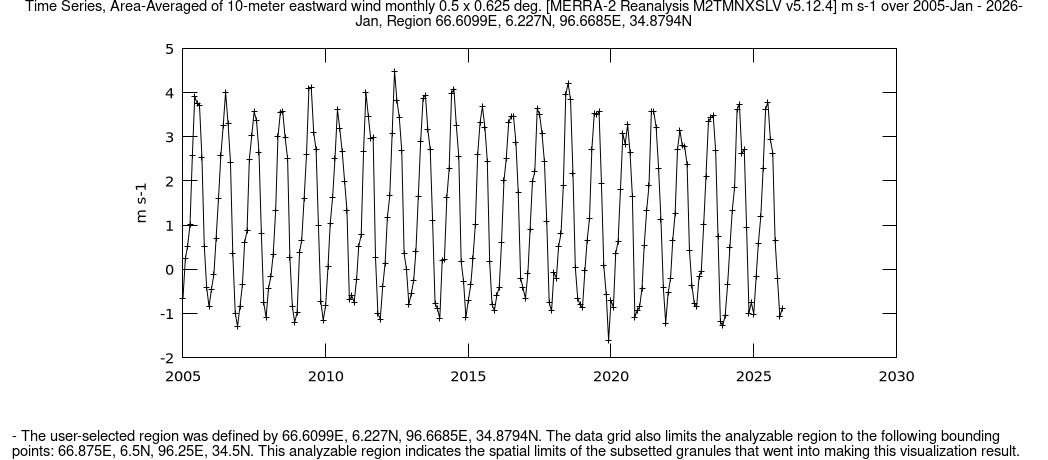 Time Series, Area-Averaged of 10-meter eastward wind monthly 0.5 x 0.625 deg. [MERRA-2 Reanalysis M2TMNXSLV v5.12.4] m s-1 over 2005-Jan - 2026-
Jan, Region 66.6099E, 6.227N, 96.6685E, 34.8794N
5
4
3
2
1
0
-1
-2
m s-1
2005 2010 2015 2020 2025 2030
- The user-selected region was defined by 66.6099E, 6.227N, 96.6685E, 34.8794N. The data grid also limits the analyzable region to the following bounding
points: 66.875E, 6.5N, 96.25E, 34.5N. This analyzable region indicates the spatial limits of the subsetted granules that went into making this visualization result.